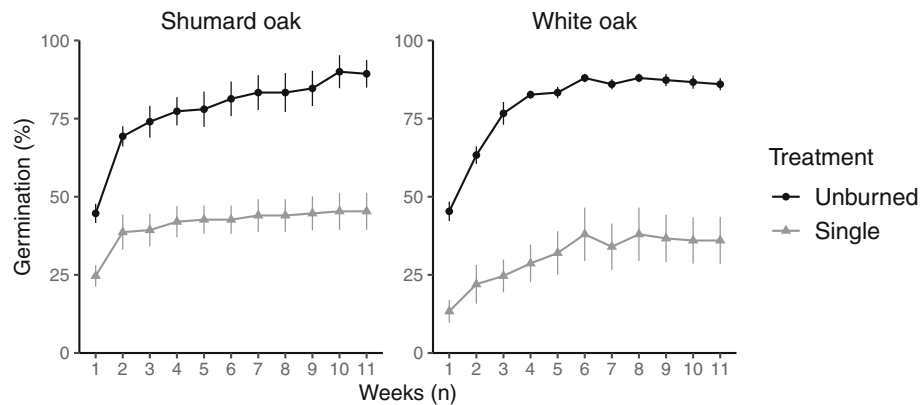 Shumard oak
White oak
Germination (%)
100
75
50
25
0
1 2 3 4 5 6 7 8 9 10 11
100
75
50
25
0
1 2 3 4 5 6 7 8 9 10 11
Weeks (n)
Treatment
Unburned
Single